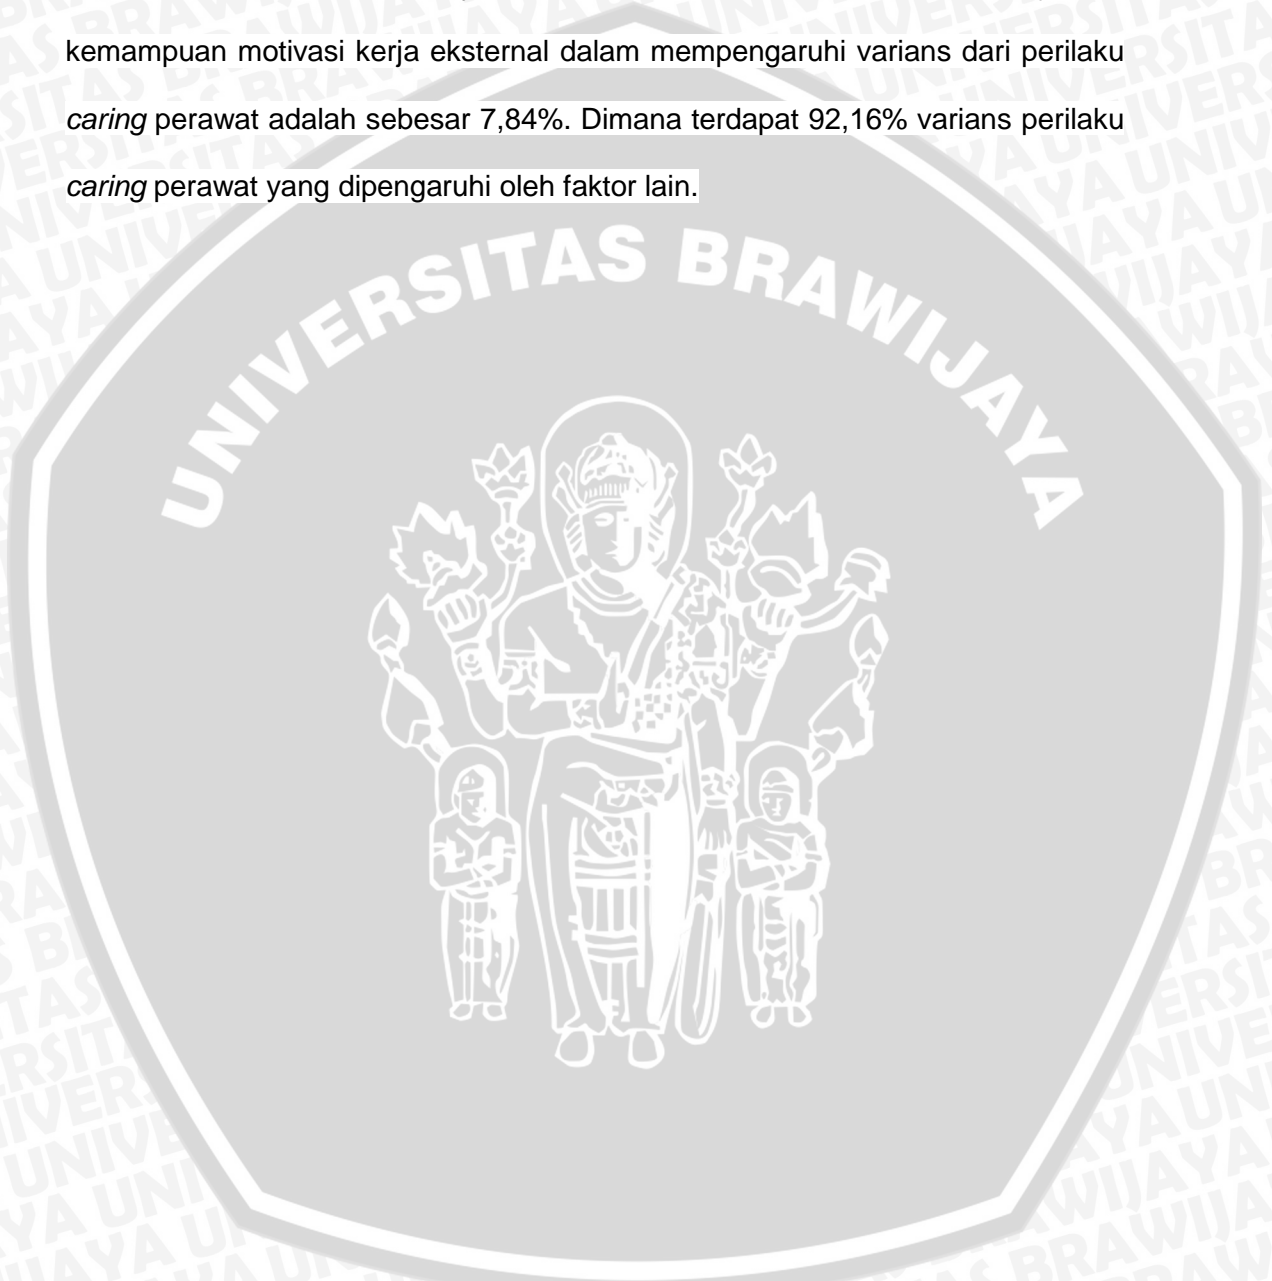 kemampuan motivasi kerja eksternal dalam mempengaruhi varians dari perilaku
caring perawat adalah sebesar 7,84%. Dimana terdapat 92,16% varians perilaku
caring perawat yang dipengaruhi oleh faktor lain.
UNIVERSITAS BRAWIJAYA